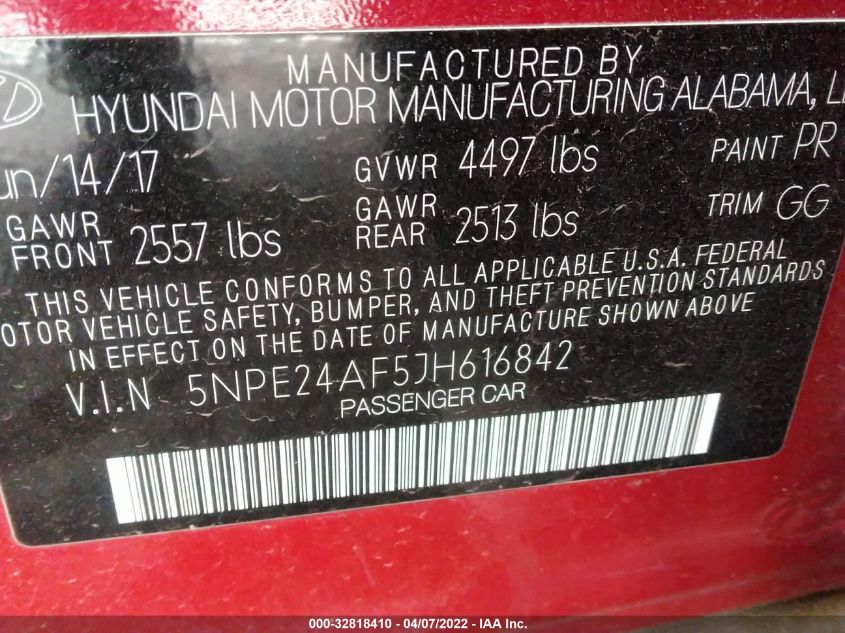 MANUFACTURED BY
HYUNDAI MOTOR MANUFACTURING ALABAMA,
/14/17 GVWR 4497 lbs PAINT PR
GAWR FRONT 2557 lbs GAWR REAR 2513 lbs TRIM GG
THIS VEHICLE CONFORMS TO ALL APPLICABLE U.S.A. FEDERAL
OTOR VEHICLE SAFETY, BUMPER, AND THEFT PREVENTION STANDARDS
IN EFFECT ON THE DATE OF MANUFACTURE SHOWN ABOVE
V.I.N 5NPE24AF5JH616842
PASSENGER CAR
000-32818410 - 04/07/2022 - IAA Inc.